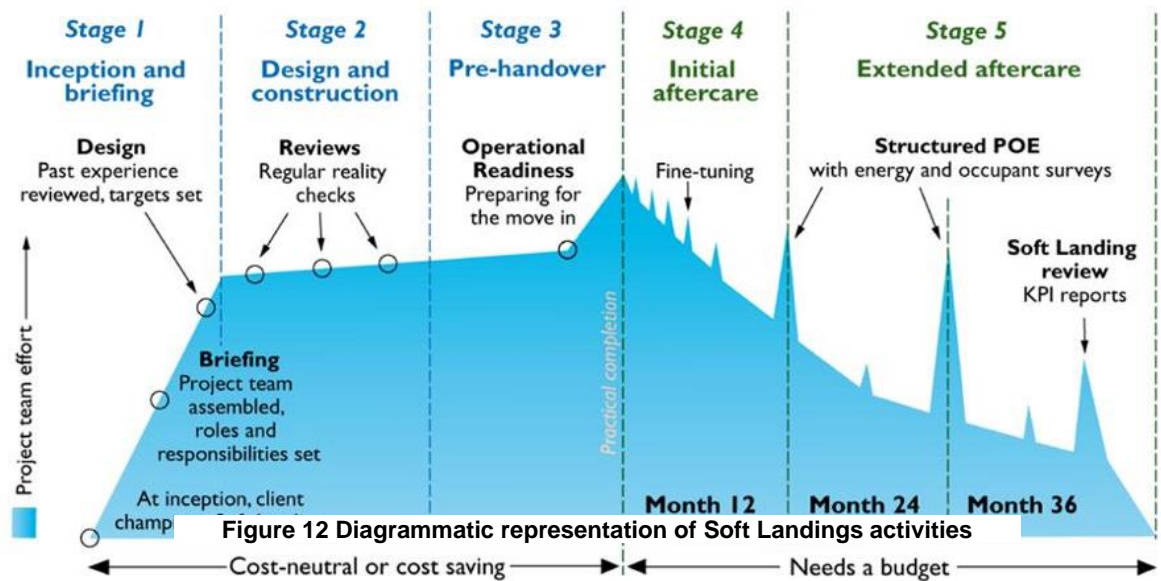 Stage 1
Inception and
briefing
Stage 2
Design and
construction
Stage 3
Pre-handover
Stage 4
Initial
aftercare
Stage 5
Extended aftercare
Design
Past experience
reviewed, targets set
Reviews
Regular reality
checks
Operational
Readiness
Preparing for
the move in
Fine-tuning
Structured POE
with energy and occupant surveys
Soft Landing
review
KPI reports
Project team effort
Briefing
Project team
assembled,
roles and
responsibilities set
Practical completion
At inception, client
Month 12
Month 24
Month 36
Figure 12 Diagrammatic representation of Soft Landings activities
Cost-neutral or cost saving
Needs a budget